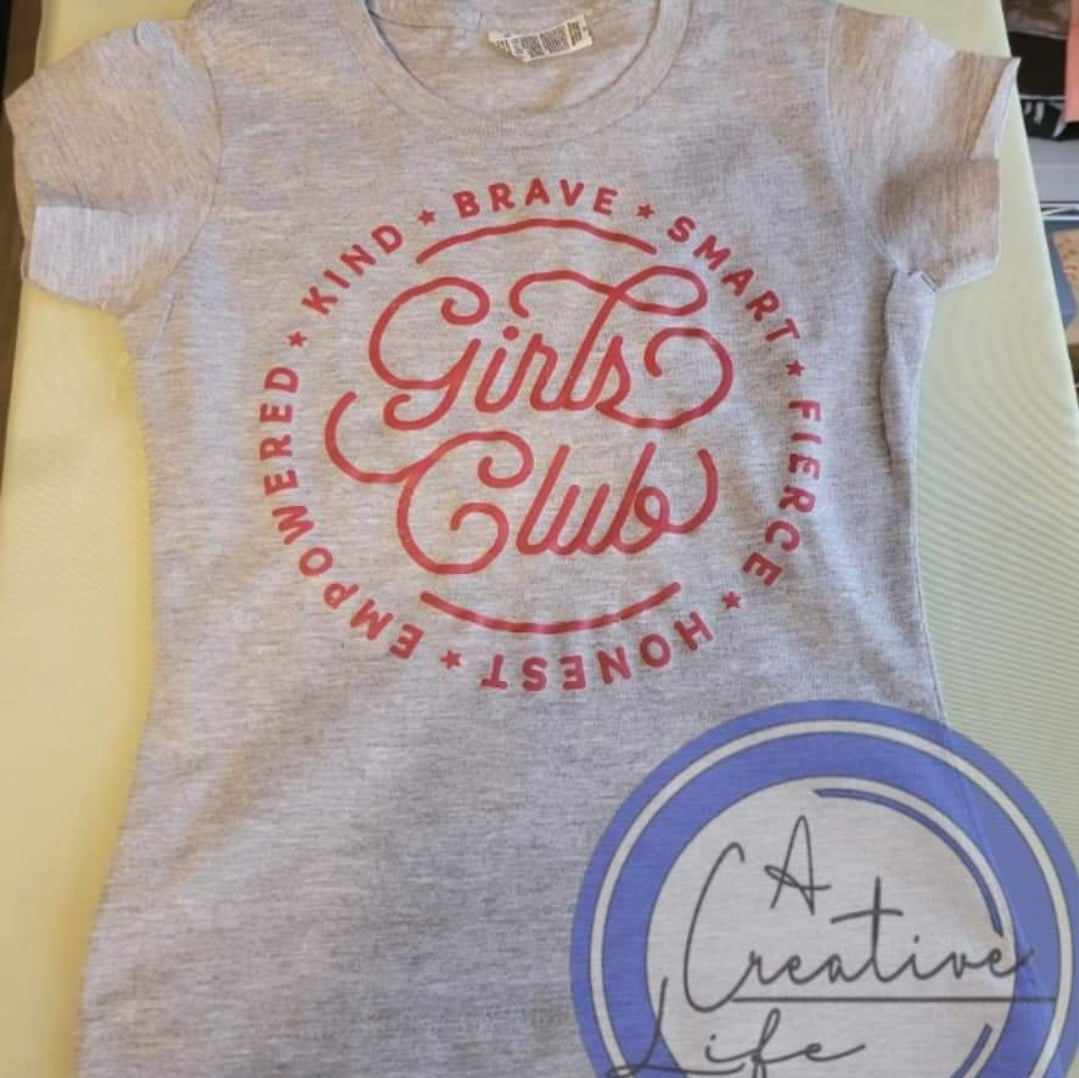 KIND ★ BRAVE ★ SMART ★ FIERCE ★ HONEST ★ EMPOWERED ★
Girls
Club
A
Creative
Life